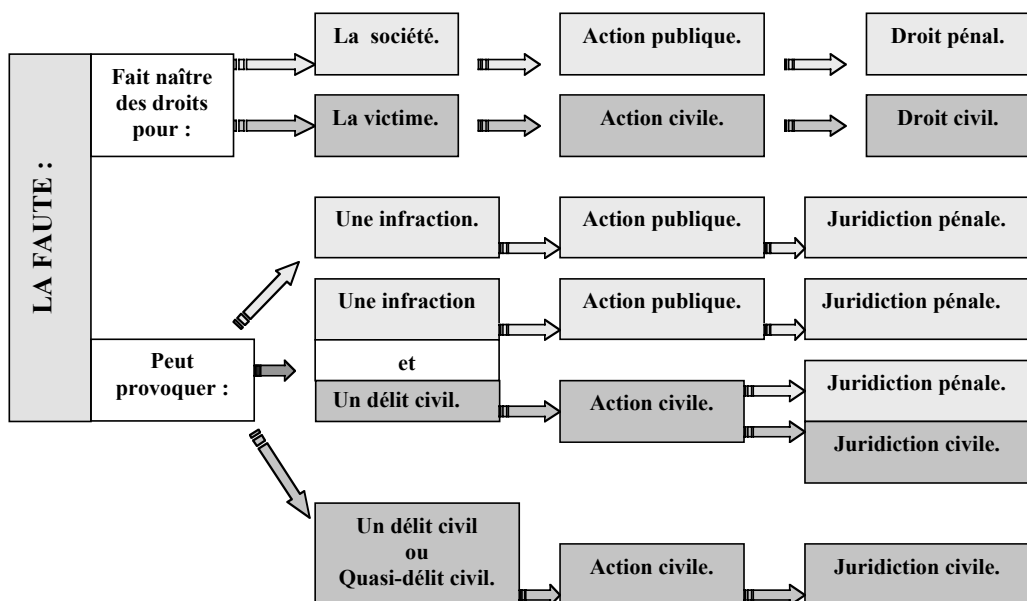 LA FAUTE :
Fait naître
des droits
pour :
La société.
Action publique.
Droit pénal.
La victime.
Action civile.
Droit civil.
Peut
provoquer :
Une infraction.
Action publique.
Juridiction pénale.
Une infraction
Action publique.
Juridiction pénale.
et
Un délit civil.
Action civile.
Juridiction pénale.
Juridiction civile.
Un délit civil
ou
Quasi-délit civil.
Action civile.
Juridiction civile.